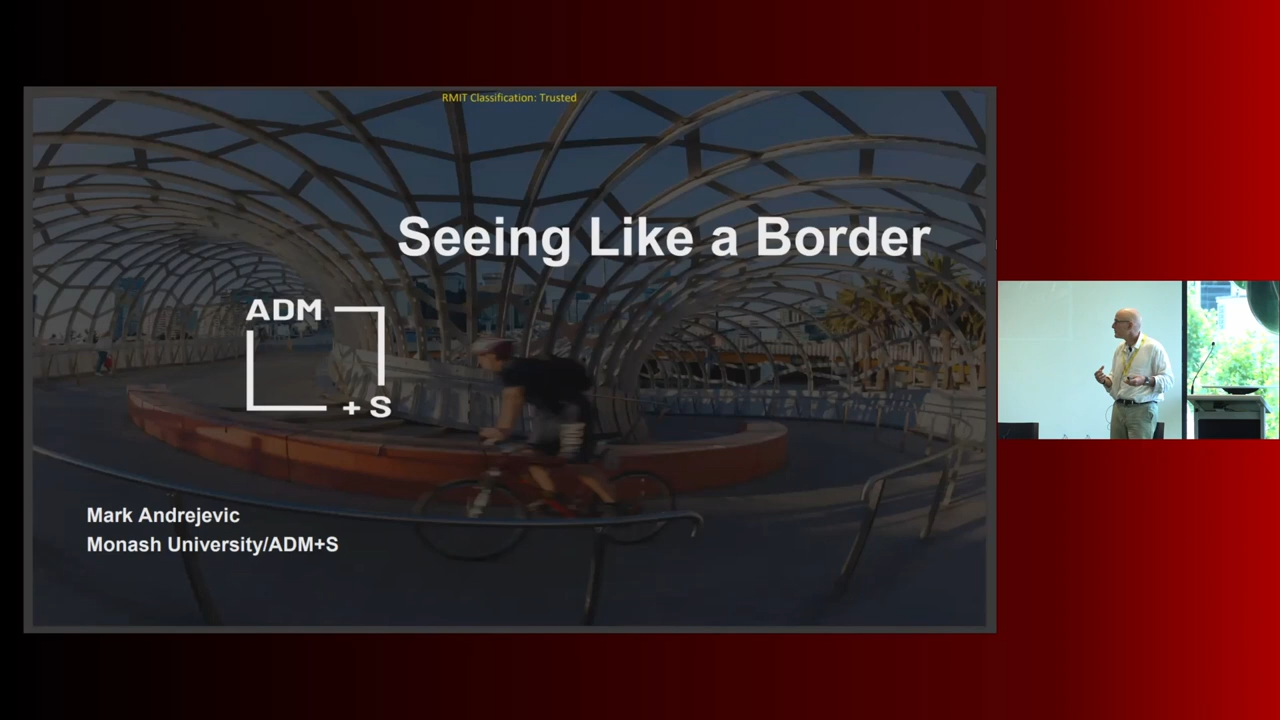 RMIT Classification: Trusted
Seeing Like a Border
ADM
+ S
Mark Andrejevic
Monash University/ADM+S